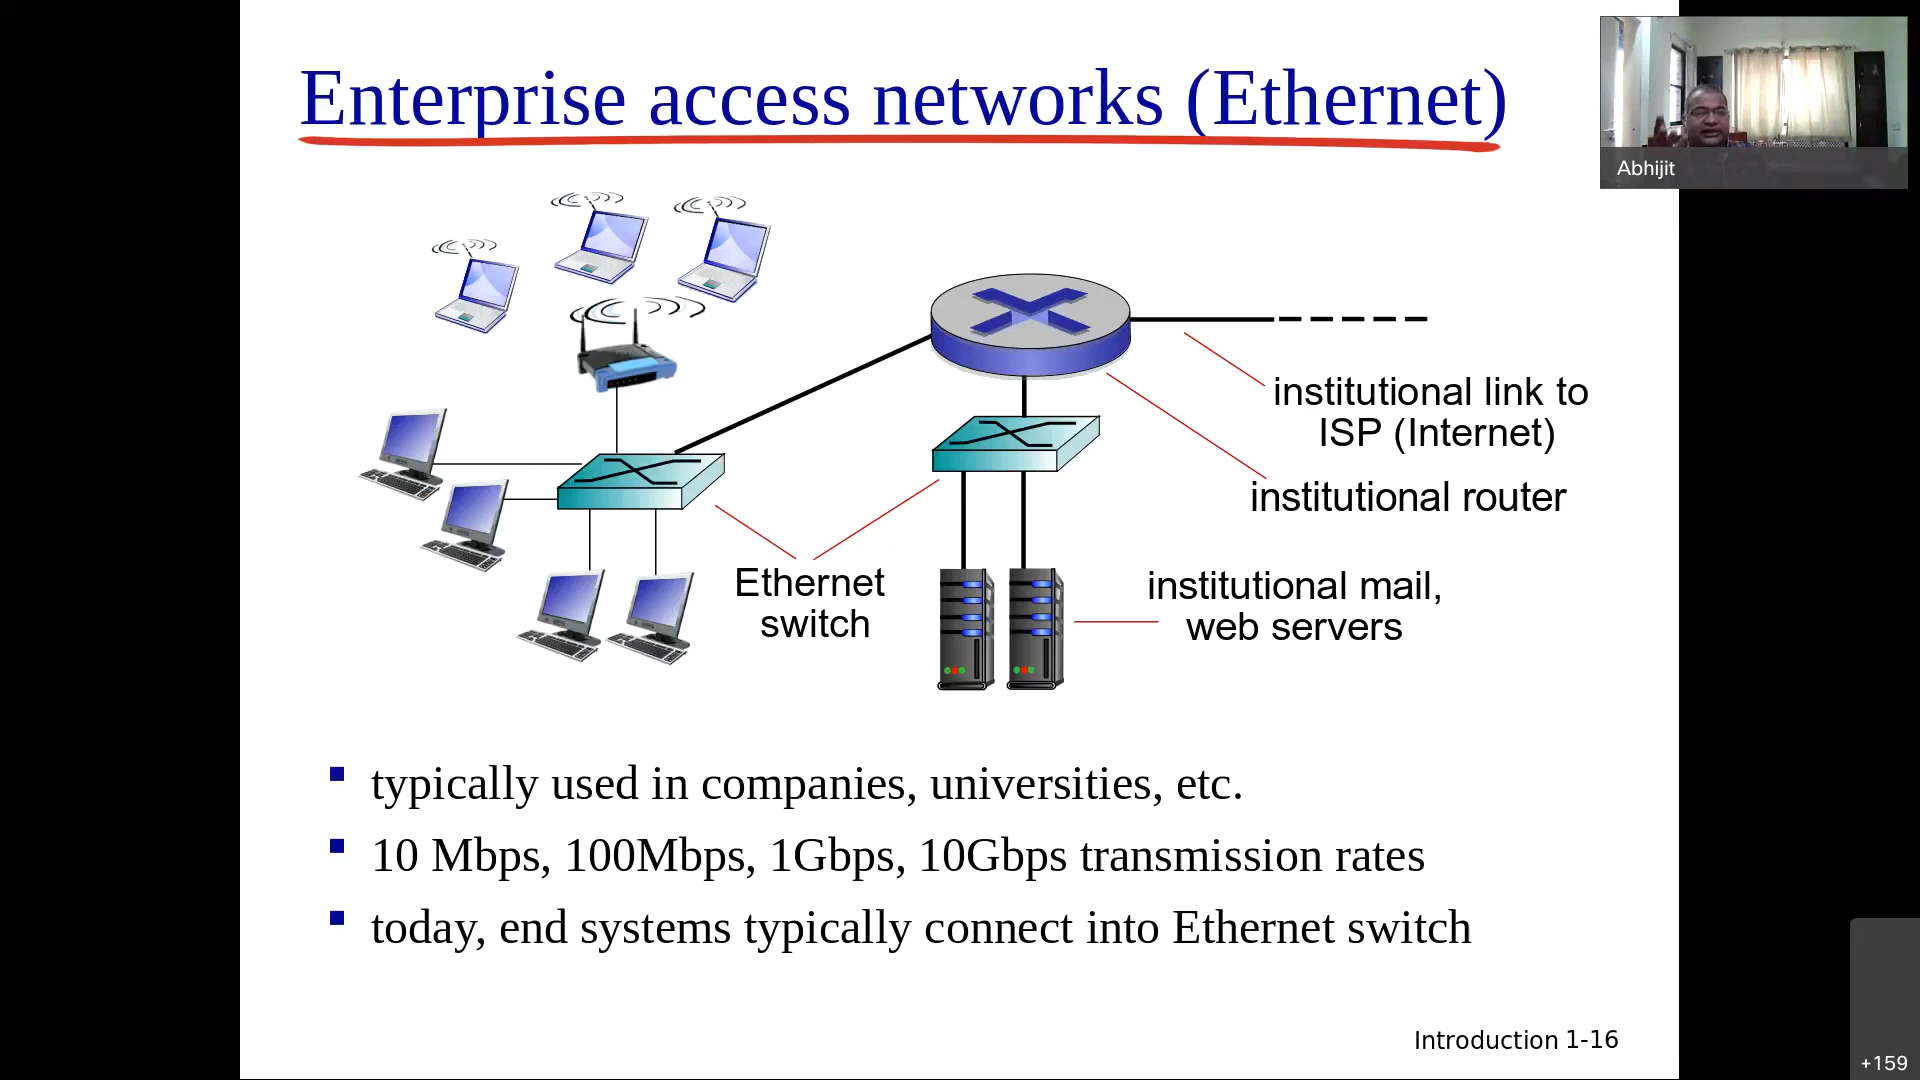 Enterprise access networks (Ethernet)
Abhijit
institutional link to
ISP (Internet)
institutional router
Ethernet
switch
institutional mail,
web servers
typically used in companies, universities, etc.
10 Mbps, 100Mbps, 1Gbps, 10Gbps transmission rates
today, end systems typically connect into Ethernet switch
Introduction 1-16
+159